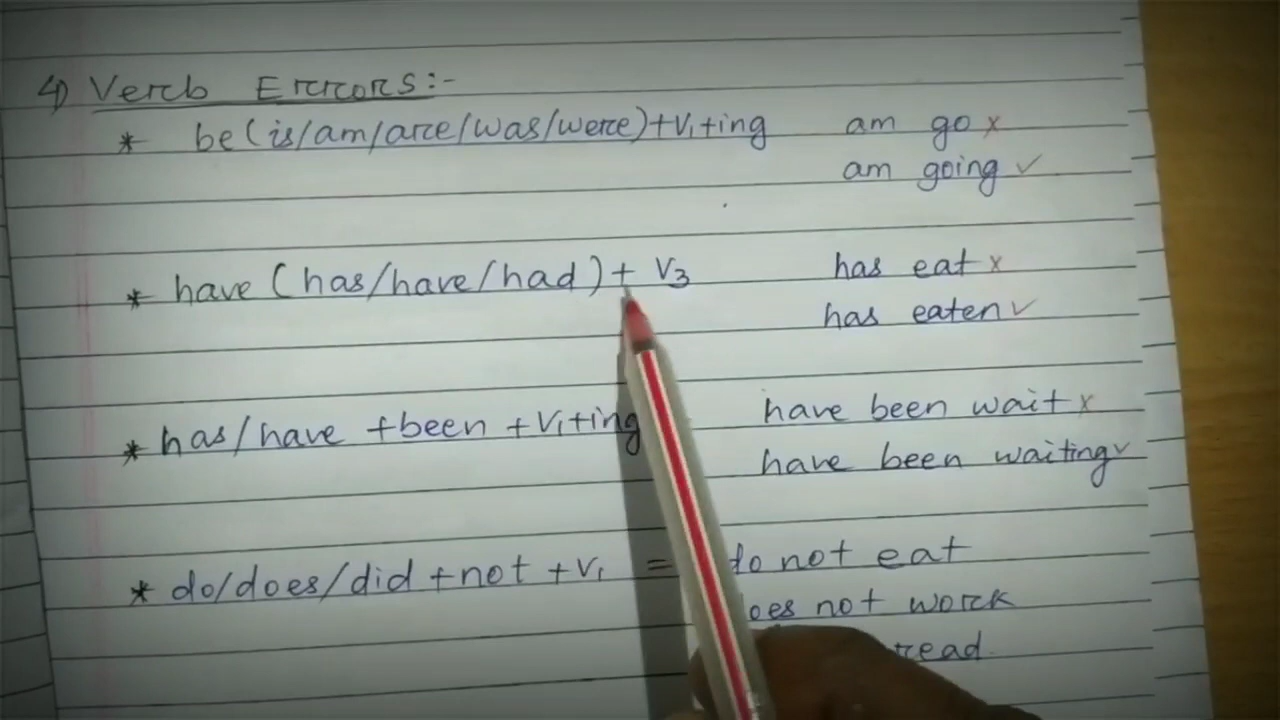 4) Verb Errors:-
* be(is/am/are/was/were)+V1+ing am go x
am going ✓
* have (has/have/had)+ V3 has eat x
has eaten ✓
* has/have +been +V1+ing have been wait x
have been waiting ✓
* do/does/did +not +V1 = do not eat
not work
read.